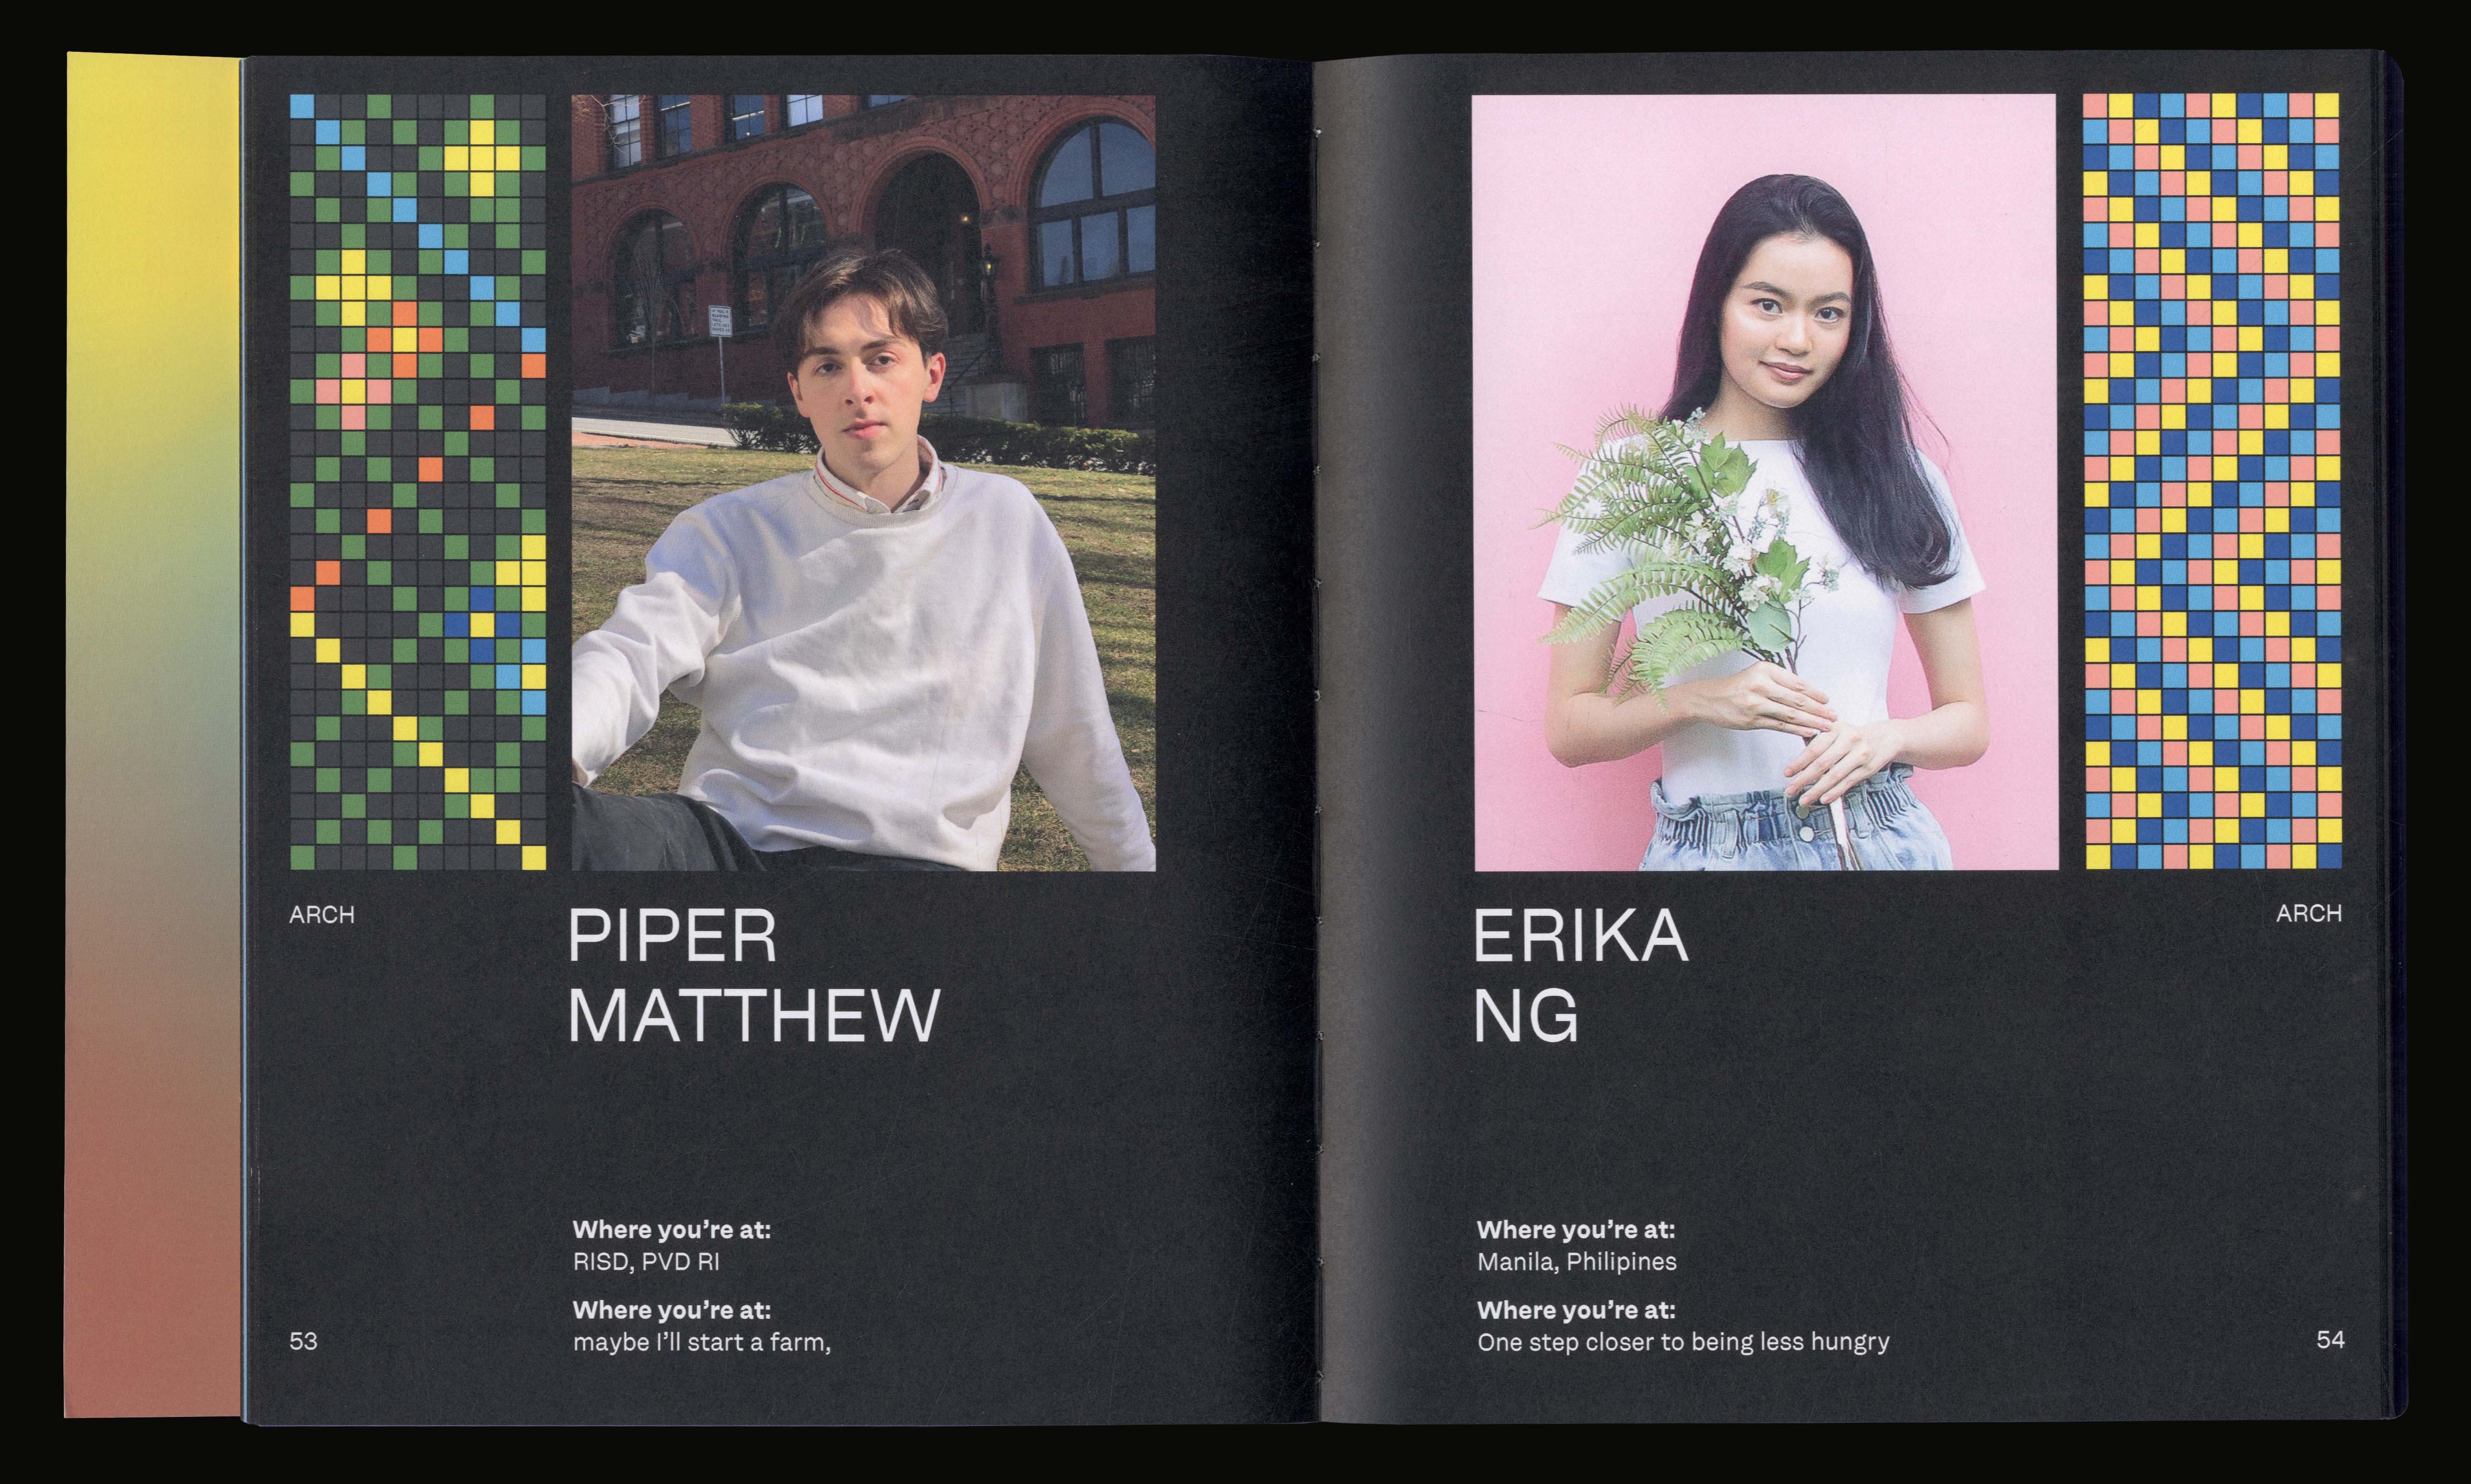 ARCH
PIPER
MATTHEW
Where you’re at:
RISD, PVD RI
Where you’re at:
maybe I’ll start a farm,
53
ERIKA
NG
ARCH
Where you’re at:
Manila, Philipines
Where you’re at:
One step closer to being less hungry
54